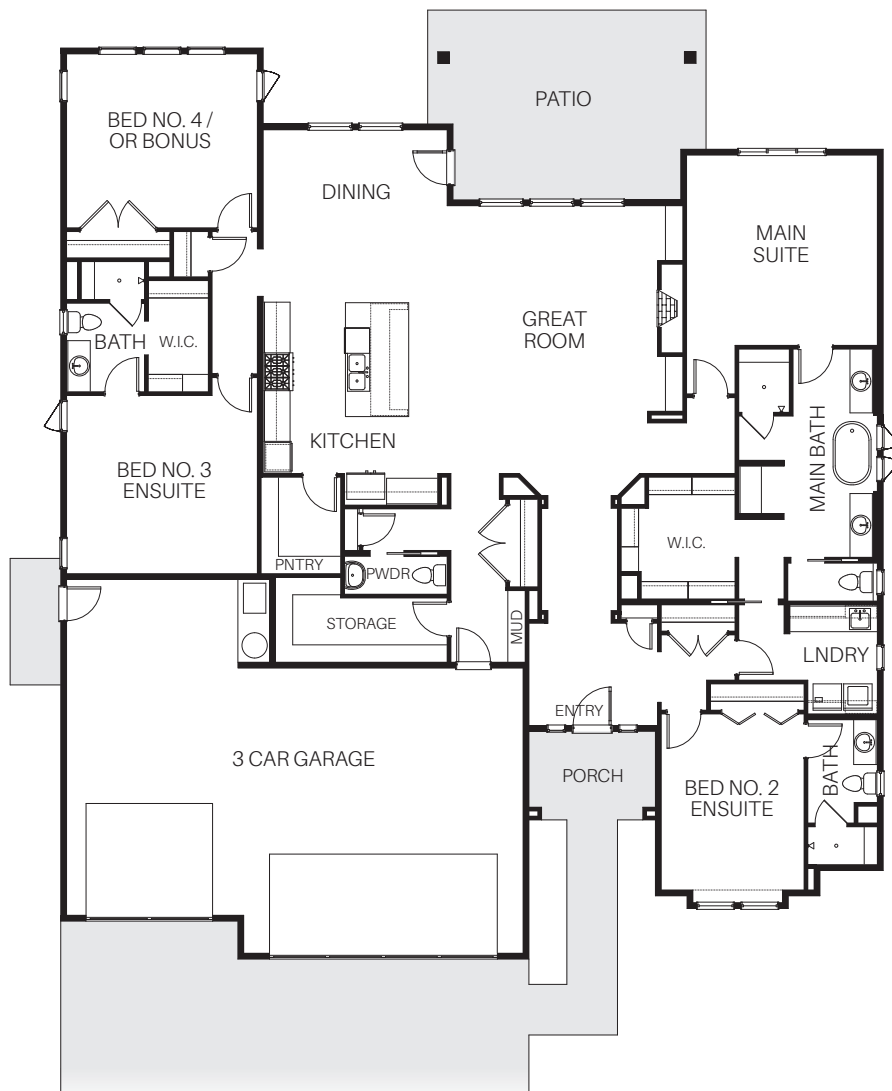 PATIO
BED NO. 4 /
OR BONUS
DINING
MAIN
SUITE
GREAT
ROOM
BATH
W.I.C.
KITCHEN
BED NO. 3
ENSUITE
MAIN BATH
W.I.C.
PNTRY
PWDR
STORAGE
MUD
LNDRY
ENTRY
3 CAR GARAGE
PORCH
BED NO. 2
ENSUITE
BATH